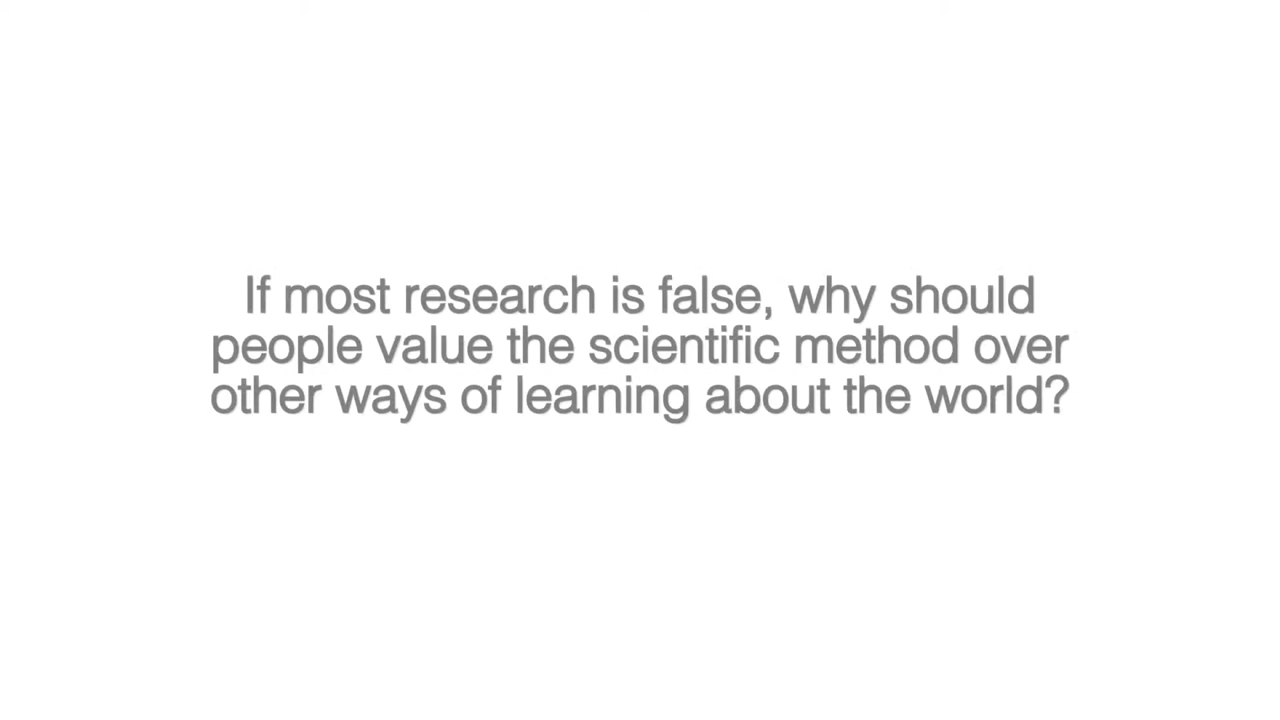 If most research is false, why should
people value the scientific method over
other ways of learning about the world?